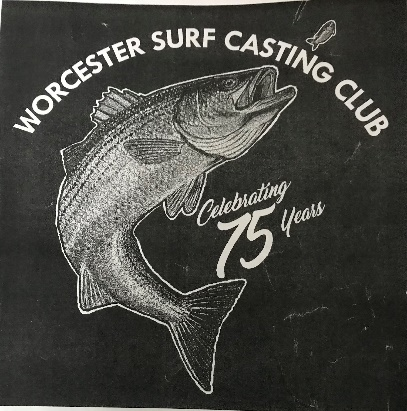 WORCESTER SURF CASTING CLUB
Celebrating
75 Years